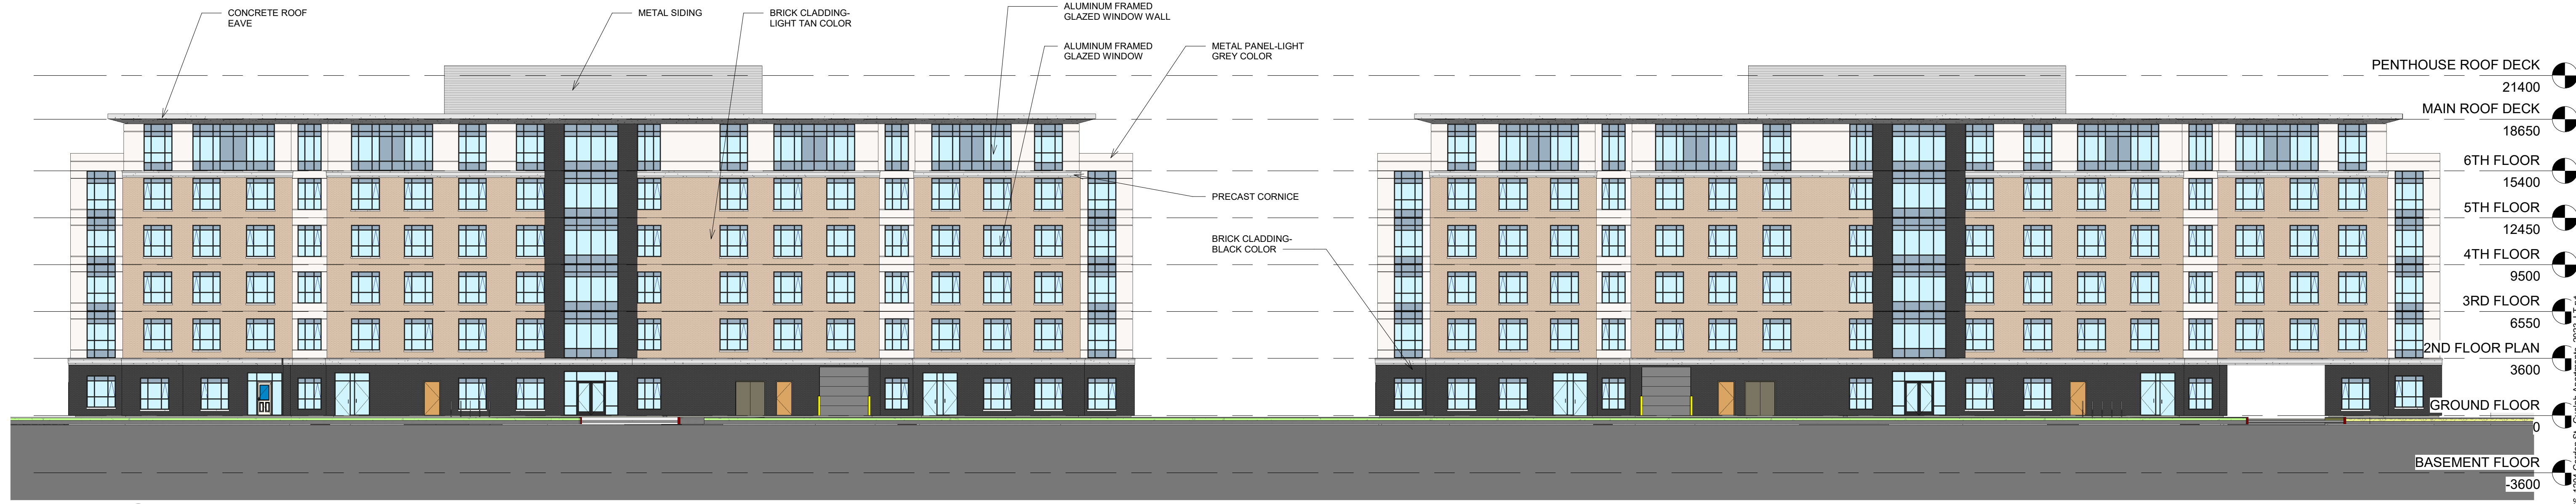 CONCRETE ROOF
EAVE
METAL SIDING
BRICK CLADDING-
LIGHT TAN COLOR
ALUMINUM FRAMED
GLAZED WINDOW WALL
ALUMINUM FRAMED
GLAZED WINDOW
METAL PANEL-LIGHT
GREY COLOR
PRECAST CORNICE
BRICK CLADDING-
BLACK COLOR
PENTHOUSE ROOF DECK
21400
MAIN ROOF DECK
18650
6TH FLOOR
15400
5TH FLOOR
12450
4TH FLOOR
9500
3RD FLOOR
6550
2ND FLOOR PLAN
3600
GROUND FLOOR
0
BASEMENT FLOOR
-3600